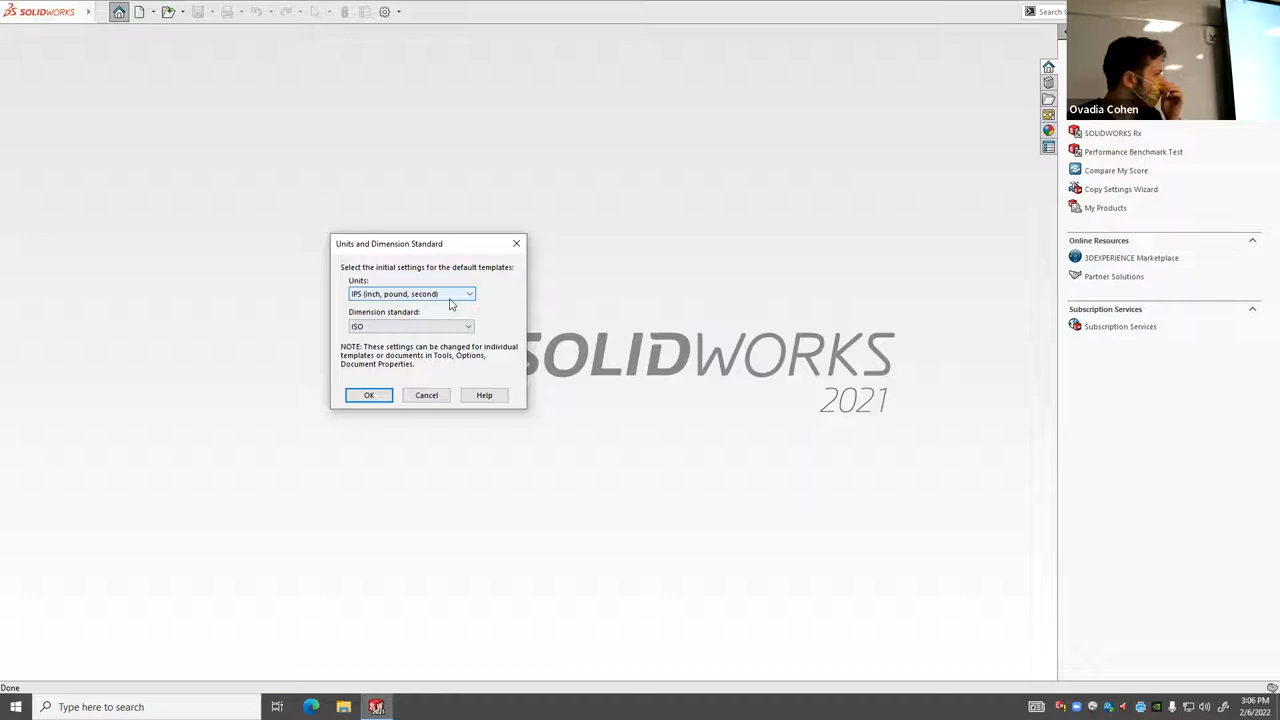 SOLIDWORKS
Search
Ovadia Cohen
SOLIDWORKS Rx
Performance Benchmark Test
Compare My Score
Copy Settings Wizard
My Products
Online Resources
3DEXPERIENCE Marketplace
Partner Solutions
Subscription Services
Subscription Services
Units and Dimension Standard
Select the initial settings for the default templates:
Units:
IPS (inch, pound, second)
Dimension standard:
ISO
NOTE: These settings can be changed for individual
templates or documents in Tools, Options,
Document Properties.
OK
Cancel
Help
SOLIDWORKS
2021
Done
Type here to search
3:06 PM
2/6/2022